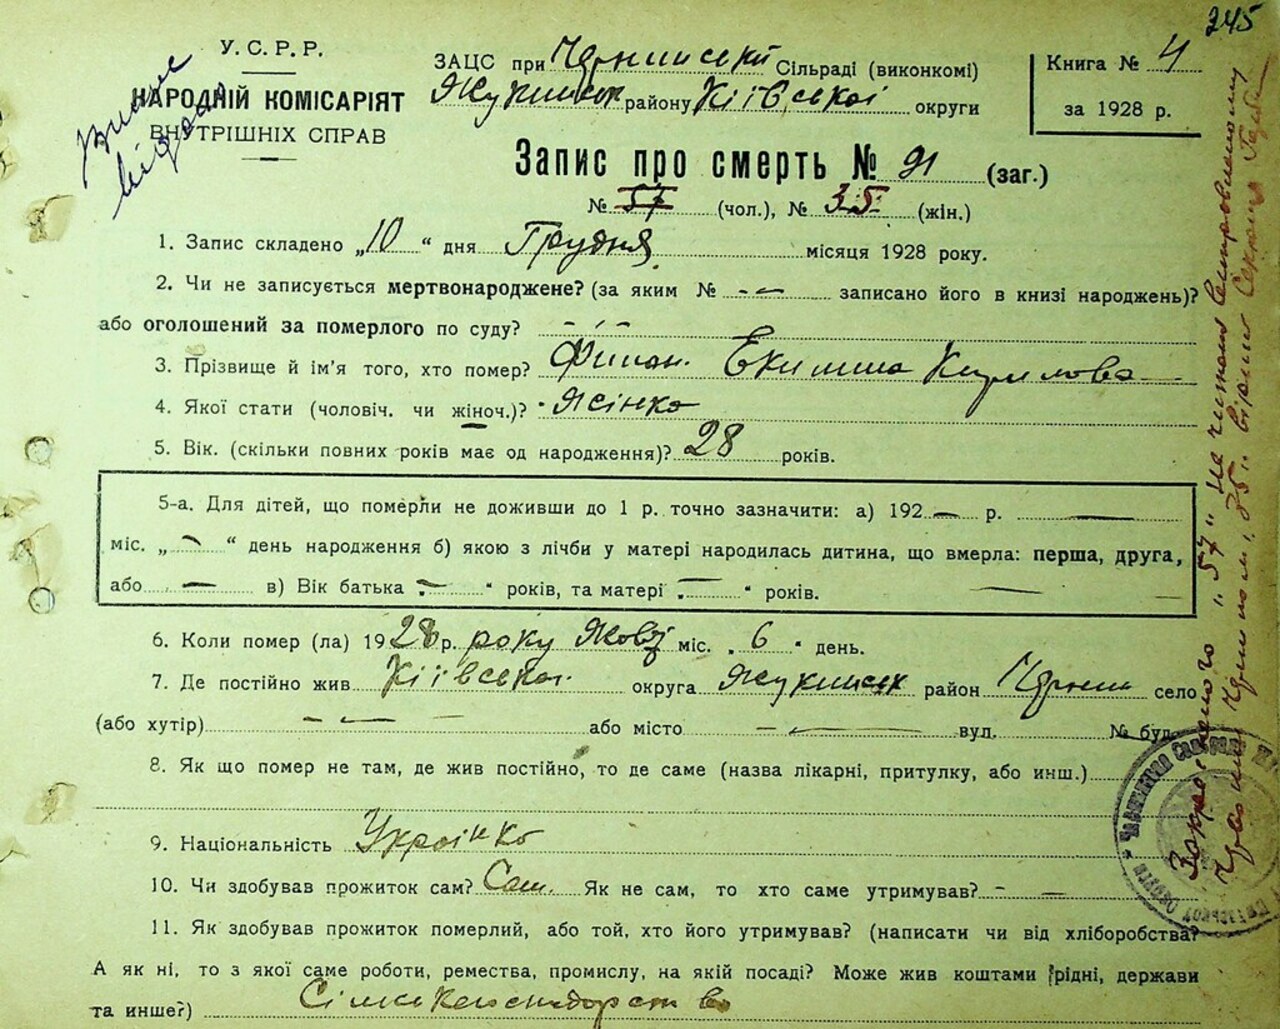 245
У.С.Р.Р.
НАРОДНІЙ КОМІСАРІЯТ
ВНУТРІШНІХ СПРАВ
ЗАЦС при Сільраді (виконкомі)
району Київської округи
Книга № 4
за 1928 р.
Запис про смерть № 91 (заг.)
№ 57 (чол.), № 35 (жін.)
1. Запис складено „10“ дня Грудня місяця 1928 року.
2. Чи не записується мертвонароджене? (за яким № — записано його в книзі народжень)?
або оголошений за померлого по суду?
3. Прізвище й ім'я того, хто помер?
4. Якої стати (чоловіч. чи жіноч.)?
5. Вік. (скільки повних років має од народження)? 28 років.
5-а. Для дітей, що померли не доживши до 1 р. точно зазначити: а) 192 — р. —
міс. „—“ день народження б) якою з лічби у матері народилась дитина, що вмерла: перша, друга,
або — в) Вік батька — років, та матері — років.
6. Коли помер (ла) 1928 р. року міс. „6“ день.
7. Де постійно жив Київської округа район село
(або хутір) — або місто — вул. № буд.
8. Як що помер не там, де жив постійно, то де саме (назва лікарні, притулку, або инш.)
9. Національність Українка
10. Чи здобував прожиток сам? Сам. Як не сам, то хто саме утримував? —
11. Як здобував прожиток померлий, або той, хто його утримував? (написати чи від хліборобства?
А як ні, то з якої саме роботи, ремества, промислу, на якій посаді? Може жив коштами рідні, держави
та инше?)
Закресленого „57“ не читати